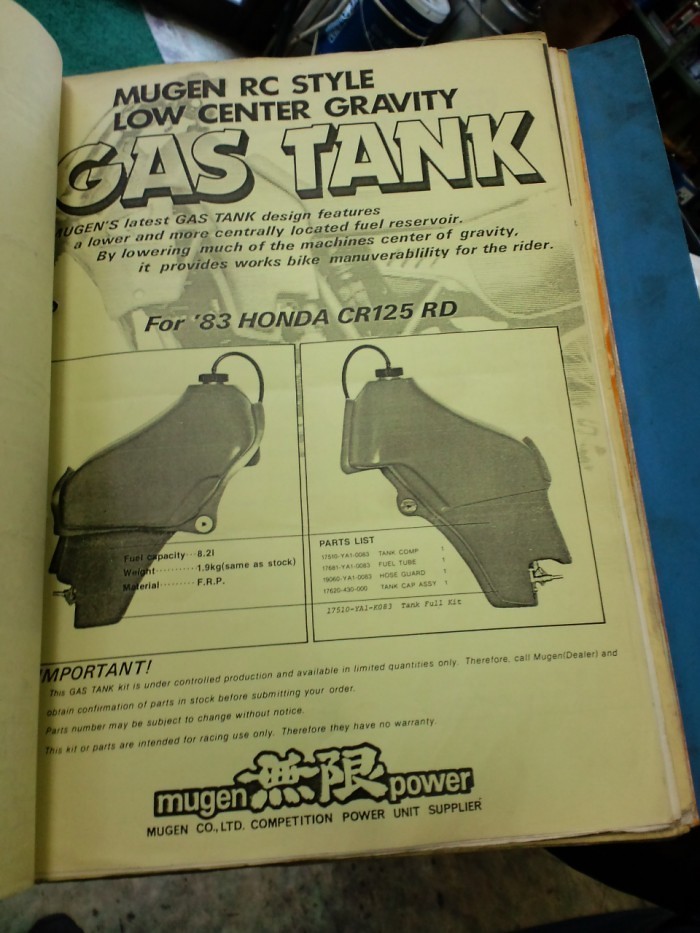 MUGEN RC STYLE
LOW CENTER GRAVITY
GAS TANK
MUGEN'S latest GAS TANK design features
a lower and more centrally located fuel reservoir.
By lowering much of the machines center of gravity,
it provides works bike manuverablility for the rider.
For '83 HONDA CR125 RD
Fuel capacity···8.2l
Weight··········1.9kg(same as stock)
Material·········F.R.P.
PARTS LIST
17510-YA1-0083 TANK COMP 1
17681-YA1-0083 FUEL TUBE 1
19060-YA1-0083 HOSE GUARD 1
17620-430-000 TANK CAP ASSY 1
17510-YA1-K083 Tank Full Kit
IMPORTANT!
This GAS TANK kit is under controlled production and available in limited quantities only. Therefore, call Mugen(Dealer) and
obtain confirmation of parts in stock before submitting your order.
Parts number may be subject to change without notice.
This kit or parts are intended for racing use only. Therefore they have no warranty.
mugen 無限 power
MUGEN CO., LTD. COMPETITION POWER UNIT SUPPLIER